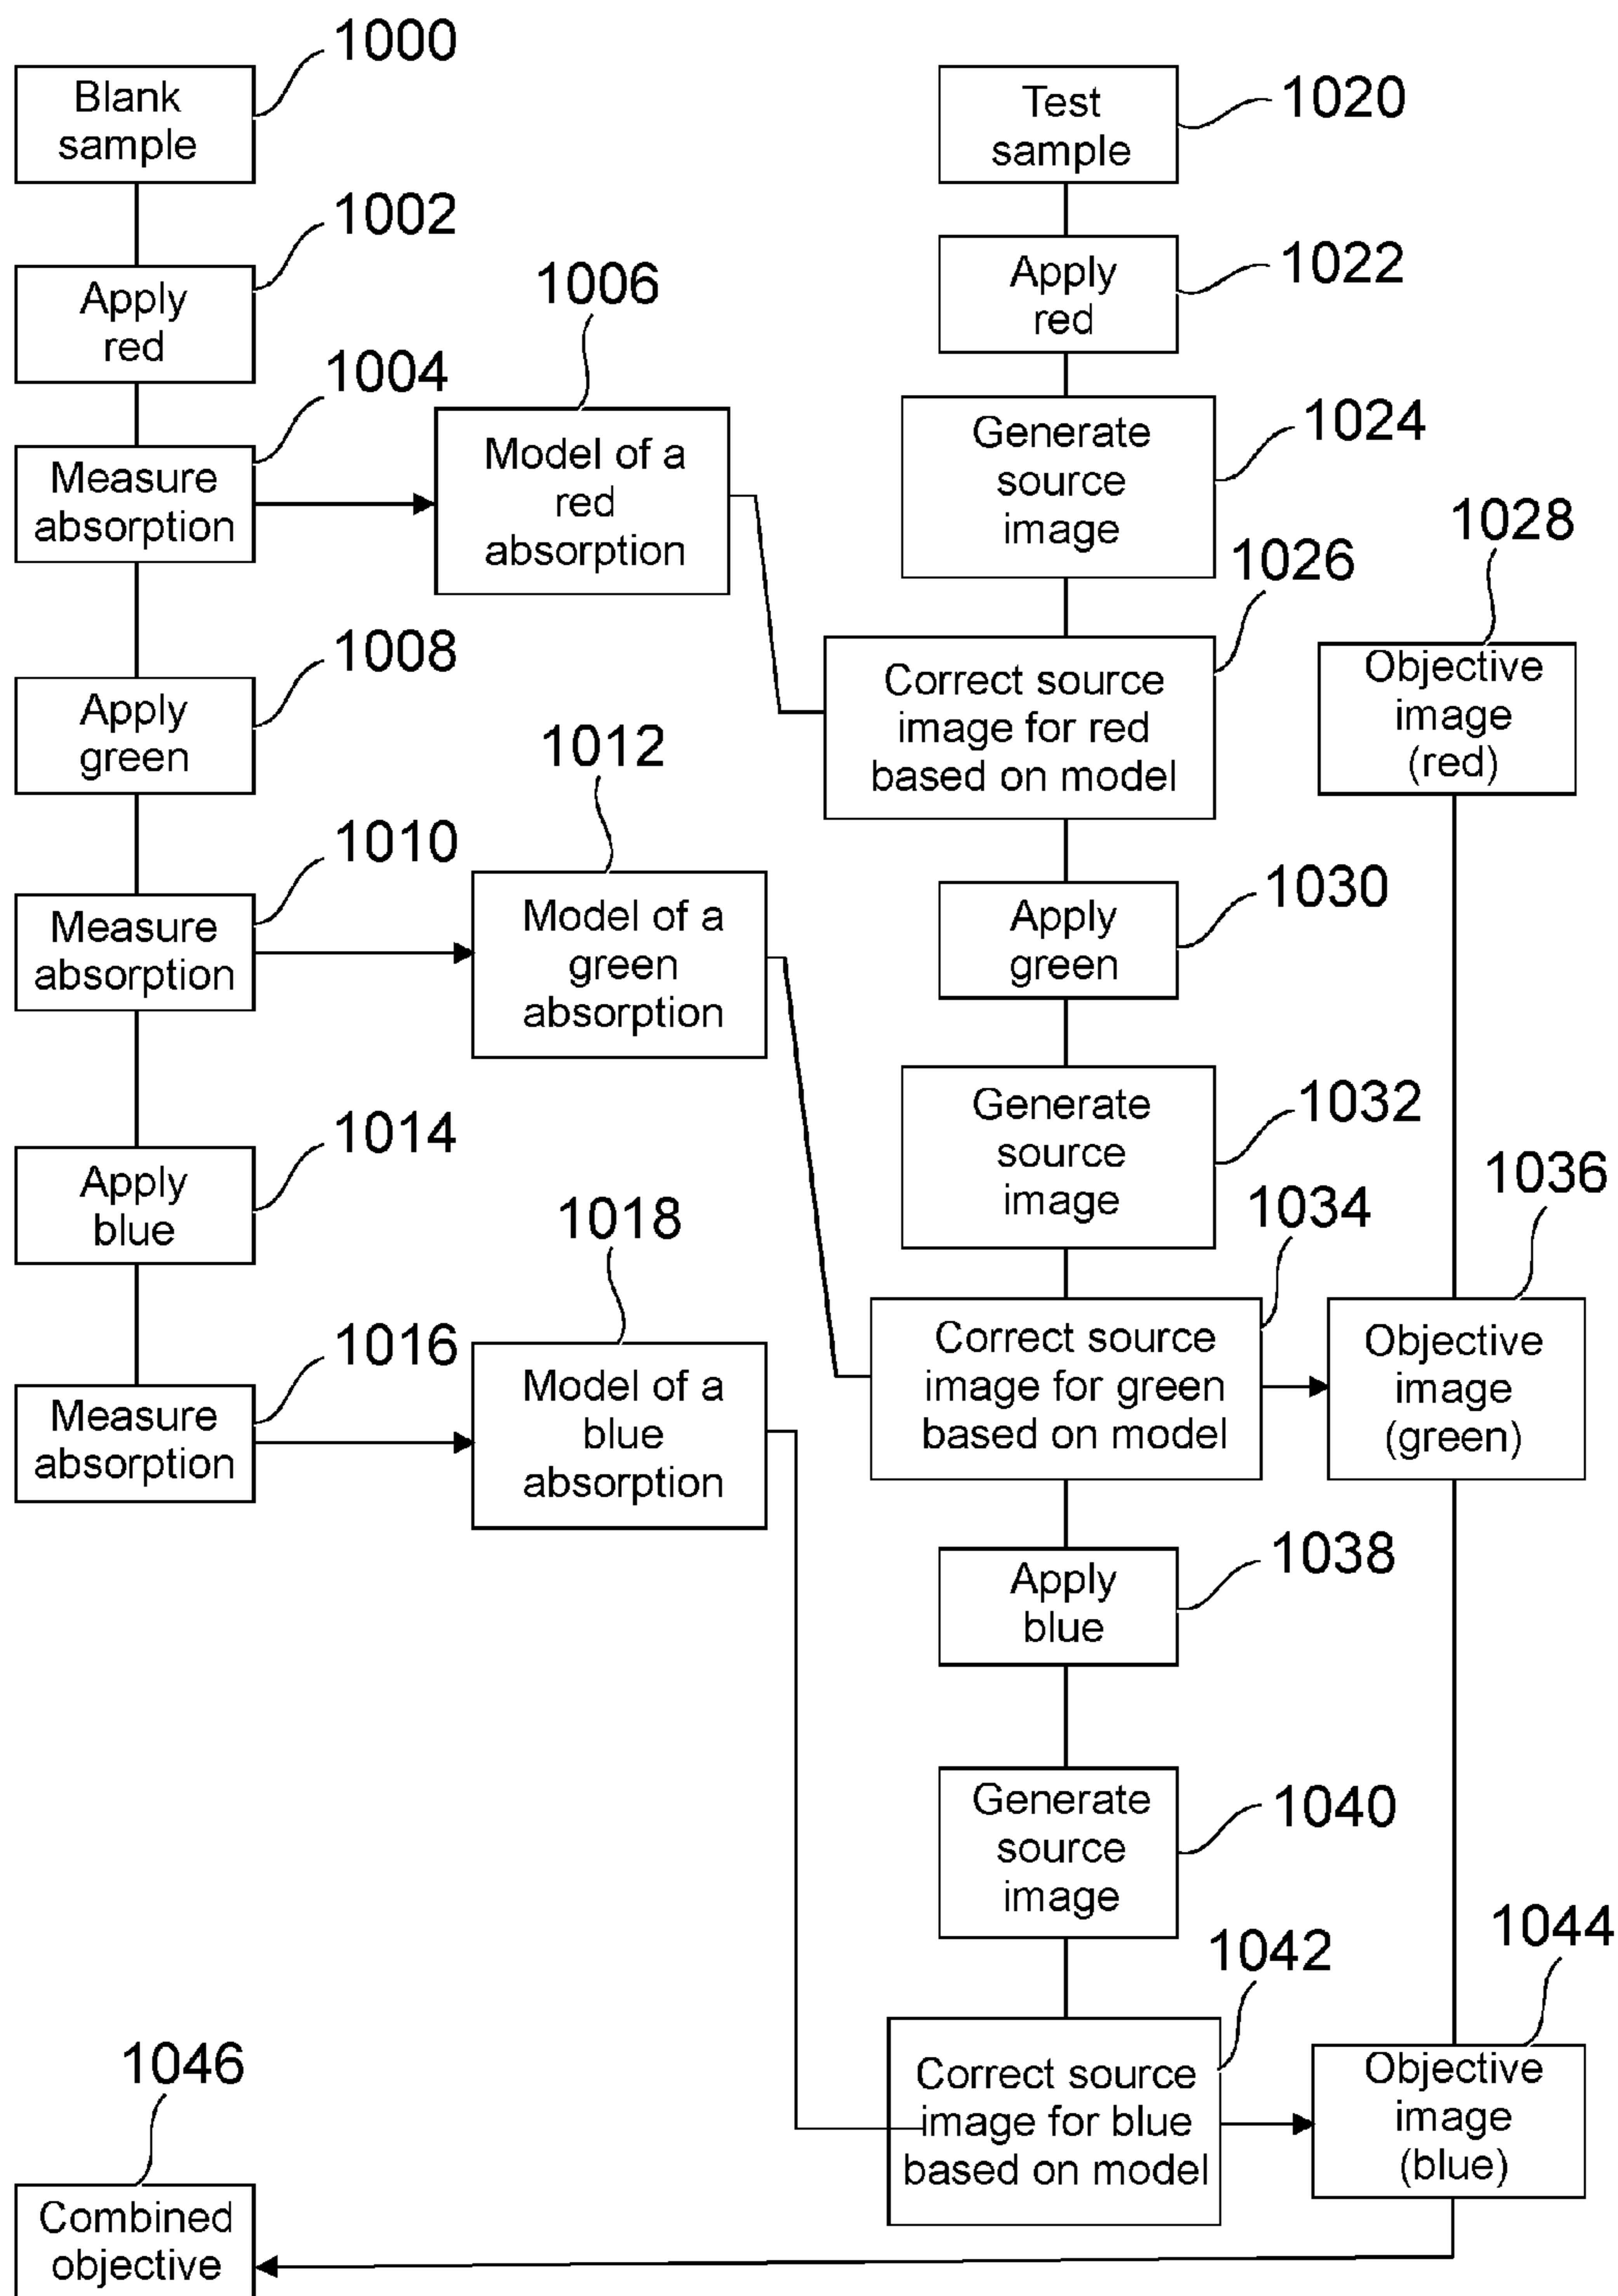 1000
Blank
sample
1002
Apply
red
1004
Measure
absorption
1006
Model of a
red
absorption
1008
Apply
green
1010
Measure
absorption
1012
Model of a
green
absorption
1014
Apply
blue
1016
Measure
absorption
1018
Model of a
blue
absorption
1020
Test
sample
1022
Apply
red
1024
Generate
source
image
1026
Correct source
image for red
based on model
1028
Objective
image
(red)
1030
Apply
green
1032
Generate
source
image
1034
Correct source
image for green
based on model
1036
Objective
image
(green)
1038
Apply
blue
1040
Generate
source
image
1042
Correct source
image for blue
based on model
1044
Objective
image
(blue)
1046
Combined
objective